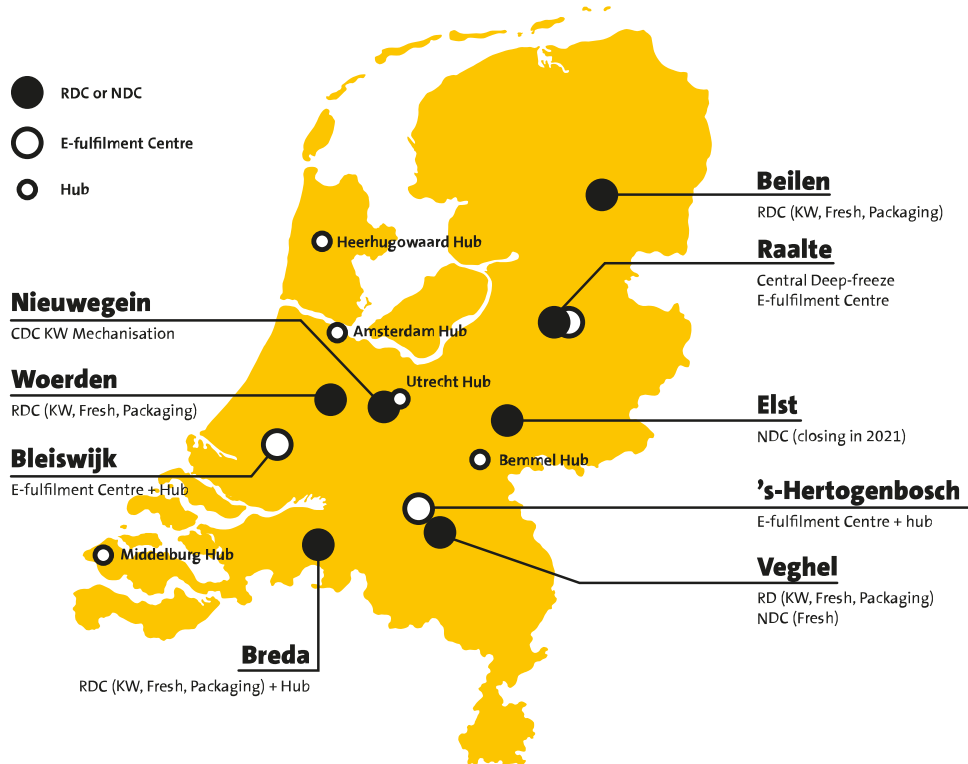 RDC or NDC
E-fulfilment Centre
Hub
Beilen
RDC (KW, Fresh, Packaging)
Raalte
Central Deep-freeze
E-fulfilment Centre
Heerhugowaard Hub
Nieuwegein
CDC KW Mechanisation
Amsterdam Hub
Woerden
RDC (KW, Fresh, Packaging)
Utrecht Hub
Elst
NDC (closing in 2021)
Bleiswijk
E-fulfilment Centre + Hub
Bemmel Hub
’s-Hertogenbosch
E-fulfilment Centre + hub
Middelburg Hub
Veghel
RD (KW, Fresh, Packaging)
NDC (Fresh)
Breda
RDC (KW, Fresh, Packaging) + Hub